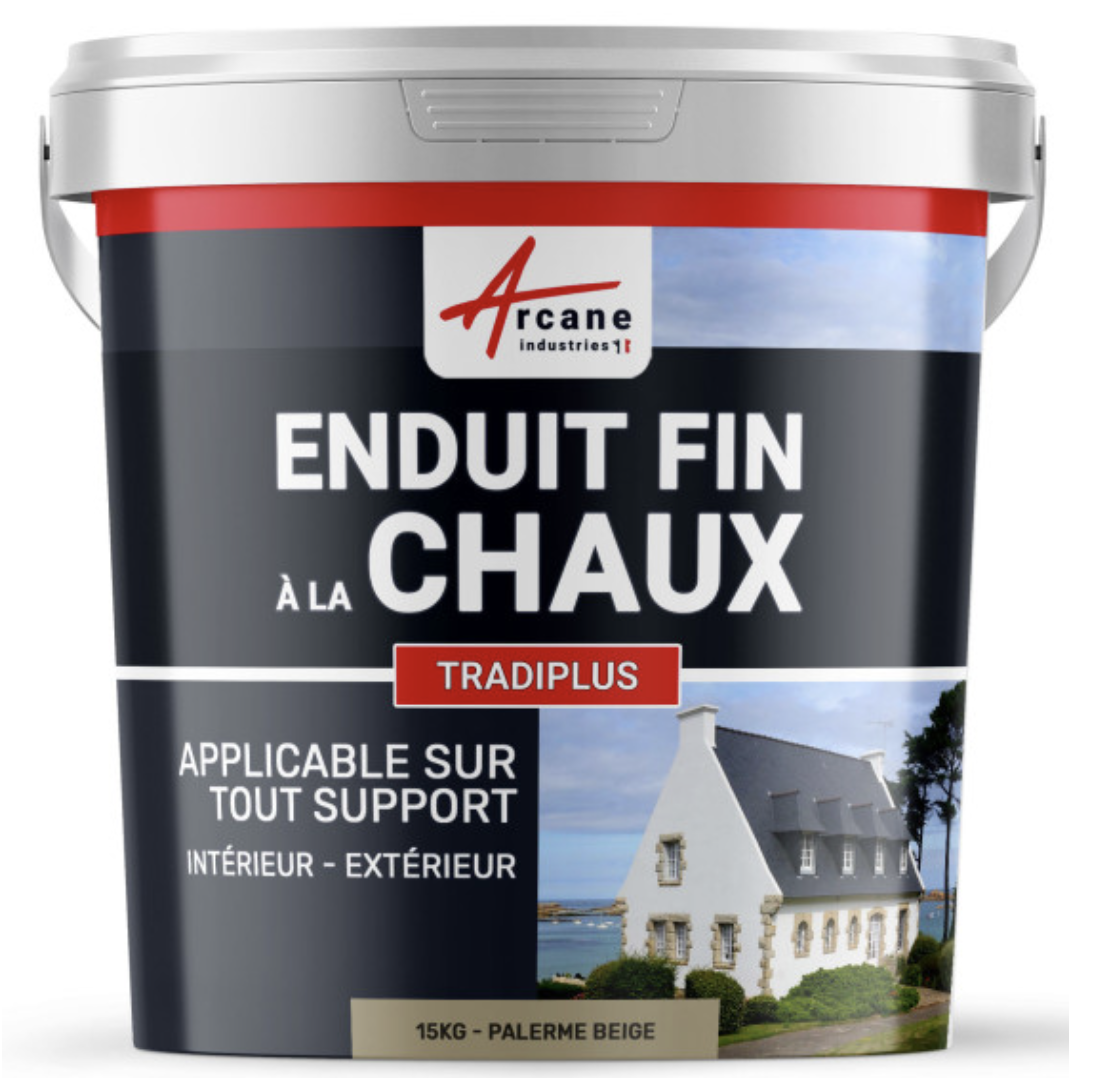 Arcane
industries
ENDUIT FIN
À LA CHAUX
TRADIPLUS
APPLICABLE SUR
TOUT SUPPORT
INTÉRIEUR - EXTÉRIEUR
15KG - PALERME BEIGE